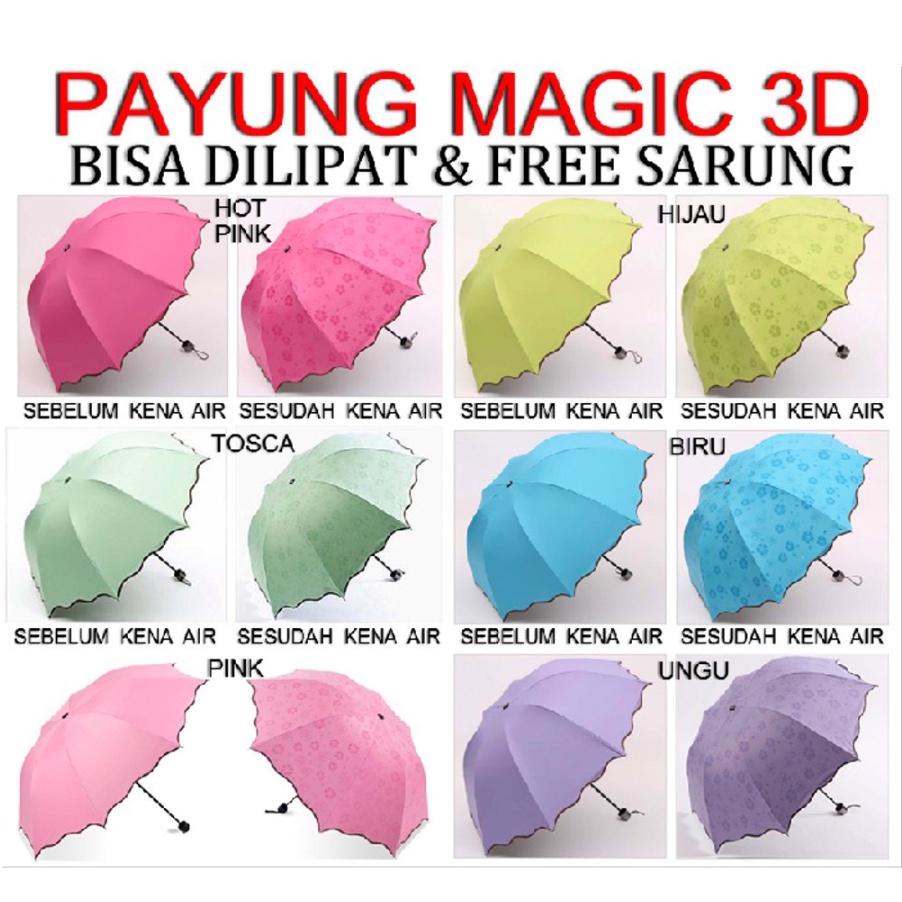 PAYUNG MAGIC 3D
BISA DILIPAT & FREE SARUNG
HOT
PINK
HIJAU
SEBELUM KENA AIR SESUDAH KENA AIR SEBELUM KENA AIR SESUDAH KENA AIR
TOSCA
BIRU
SEBELUM KENA AIR SESUDAH KENA AIR SEBELUM KENA AIR SESUDAH KENA AIR
PINK
UNGU